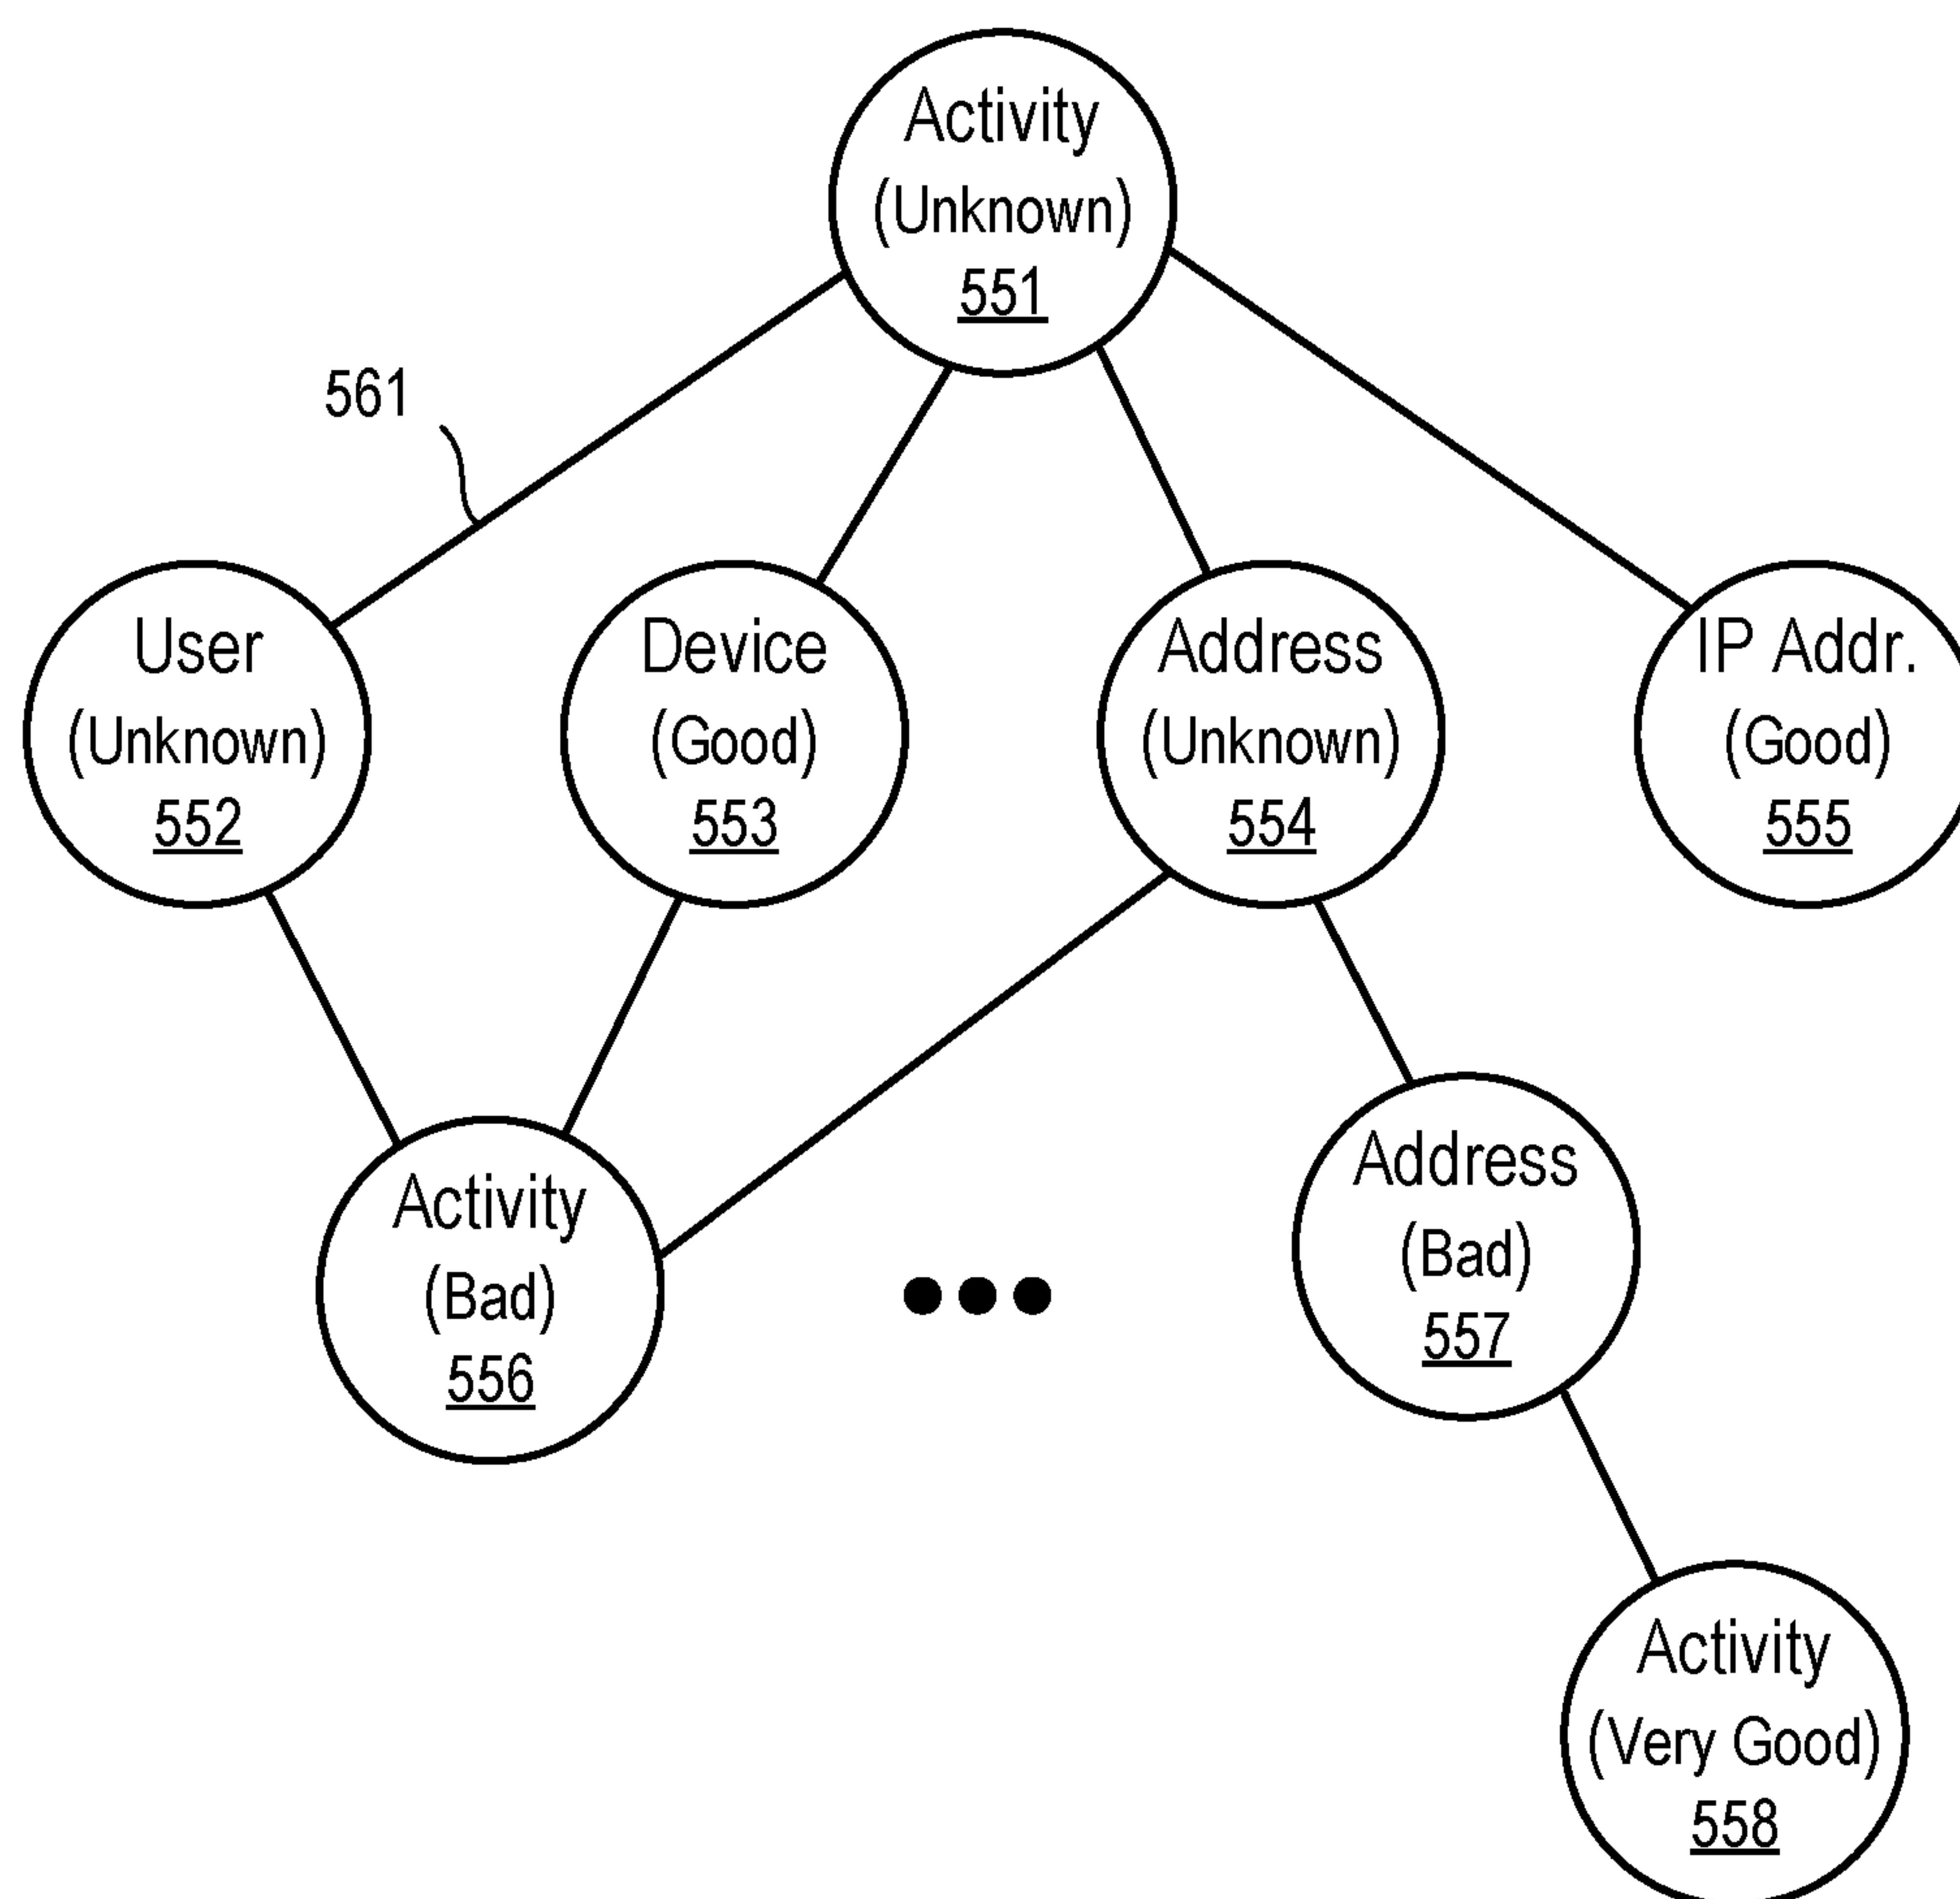 Activity
(Unknown)
551
561
User
(Unknown)
552
Device
(Good)
553
Address
(Unknown)
554
IP Addr.
(Good)
555
Activity
(Bad)
556
Address
(Bad)
557
Activity
(Very Good)
558